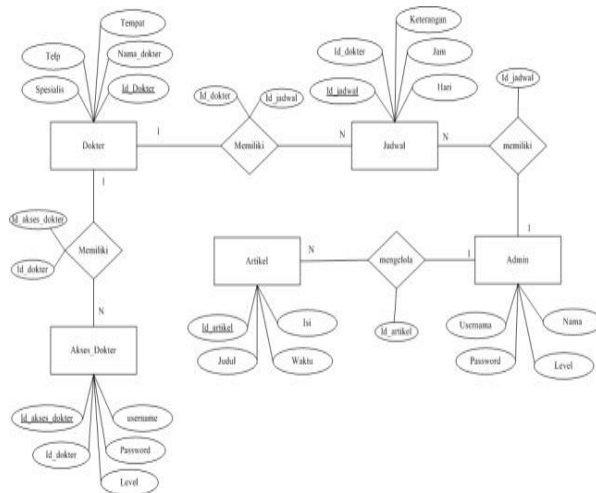 Tempat
Keterangan
Telp
Nama_dokter
Id_dokter
Jam
Id_jadwal
Spesialis
Id_Dokter
Id_dokter
Id_jadwal
Id_jadwal
Hari
Dokter
1
Memiliki
N
Jadwal
N
memiliki
1
Id_akses_dokter
Memiliki
Id_dokter
N
Artikel
N
mengelola
1
1
Admin
Id_artikel
Isi
Judul
Waktu
Id_artikel
Username
Nama
Password
Level
Akses_Dokter
Id_akses_dokter
username
Id_dokter
Password
Level